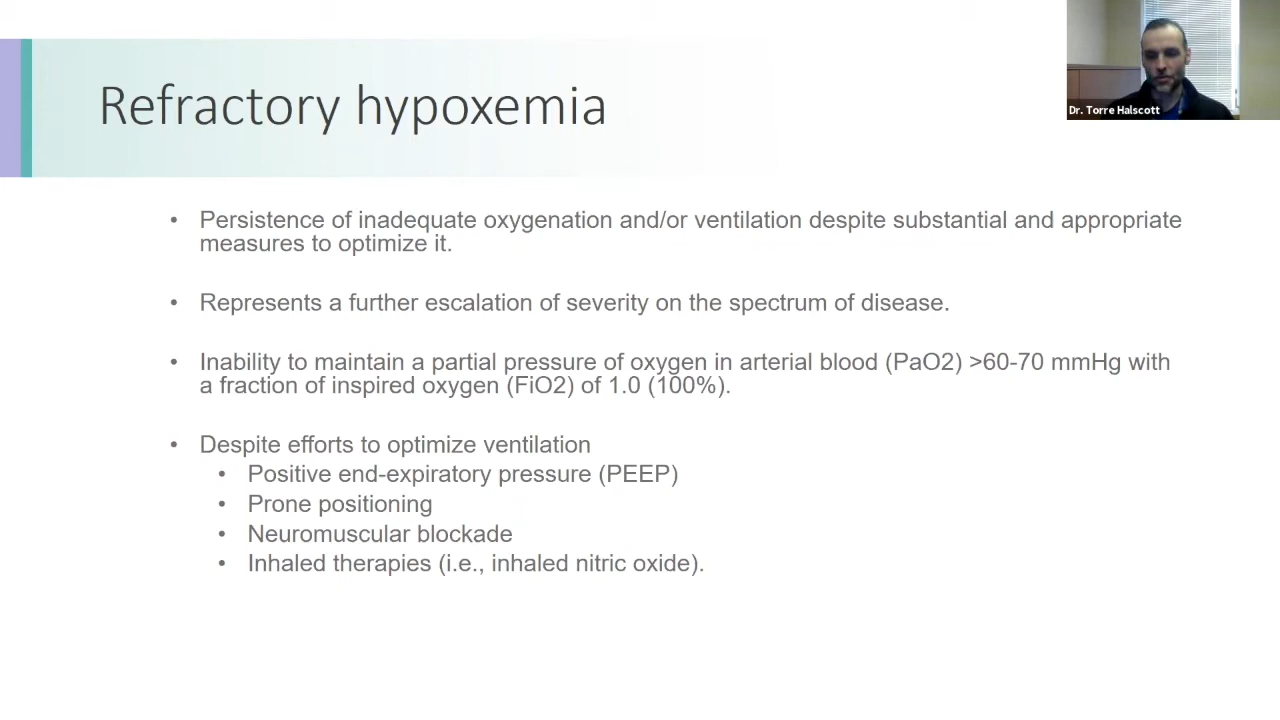 Refractory hypoxemia
Dr. Torre Halscott
• Persistence of inadequate oxygenation and/or ventilation despite substantial and appropriate
measures to optimize it.
• Represents a further escalation of severity on the spectrum of disease.
• Inability to maintain a partial pressure of oxygen in arterial blood (PaO2) >60-70 mmHg with
a fraction of inspired oxygen (FiO2) of 1.0 (100%).
• Despite efforts to optimize ventilation
• Positive end-expiratory pressure (PEEP)
• Prone positioning
• Neuromuscular blockade
• Inhaled therapies (i.e., inhaled nitric oxide).